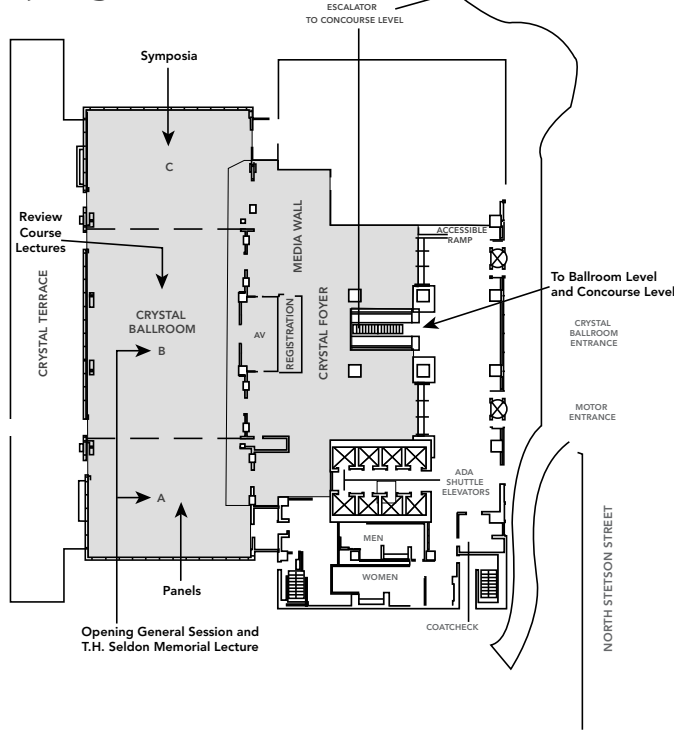 ESCALATOR
TO CONCOURSE LEVEL
Symposia
C
Review
Course
Lectures
MEDIA WALL
ACCESSIBLE
RAMP
To Ballroom Level
and Concourse Level
CRYSTAL TERRACE
CRYSTAL
BALLROOM
B
AV
REGISTRATION
CRYSTAL FOYER
CRYSTAL
BALLROOM
ENTRANCE
MOTOR
ENTRANCE
ADA
SHUTTLE
ELEVATORS
A
MEN
WOMEN
Panels
COATCHECK
Opening General Session and
T.H. Seldon Memorial Lecture
NORTH STETSON STREET